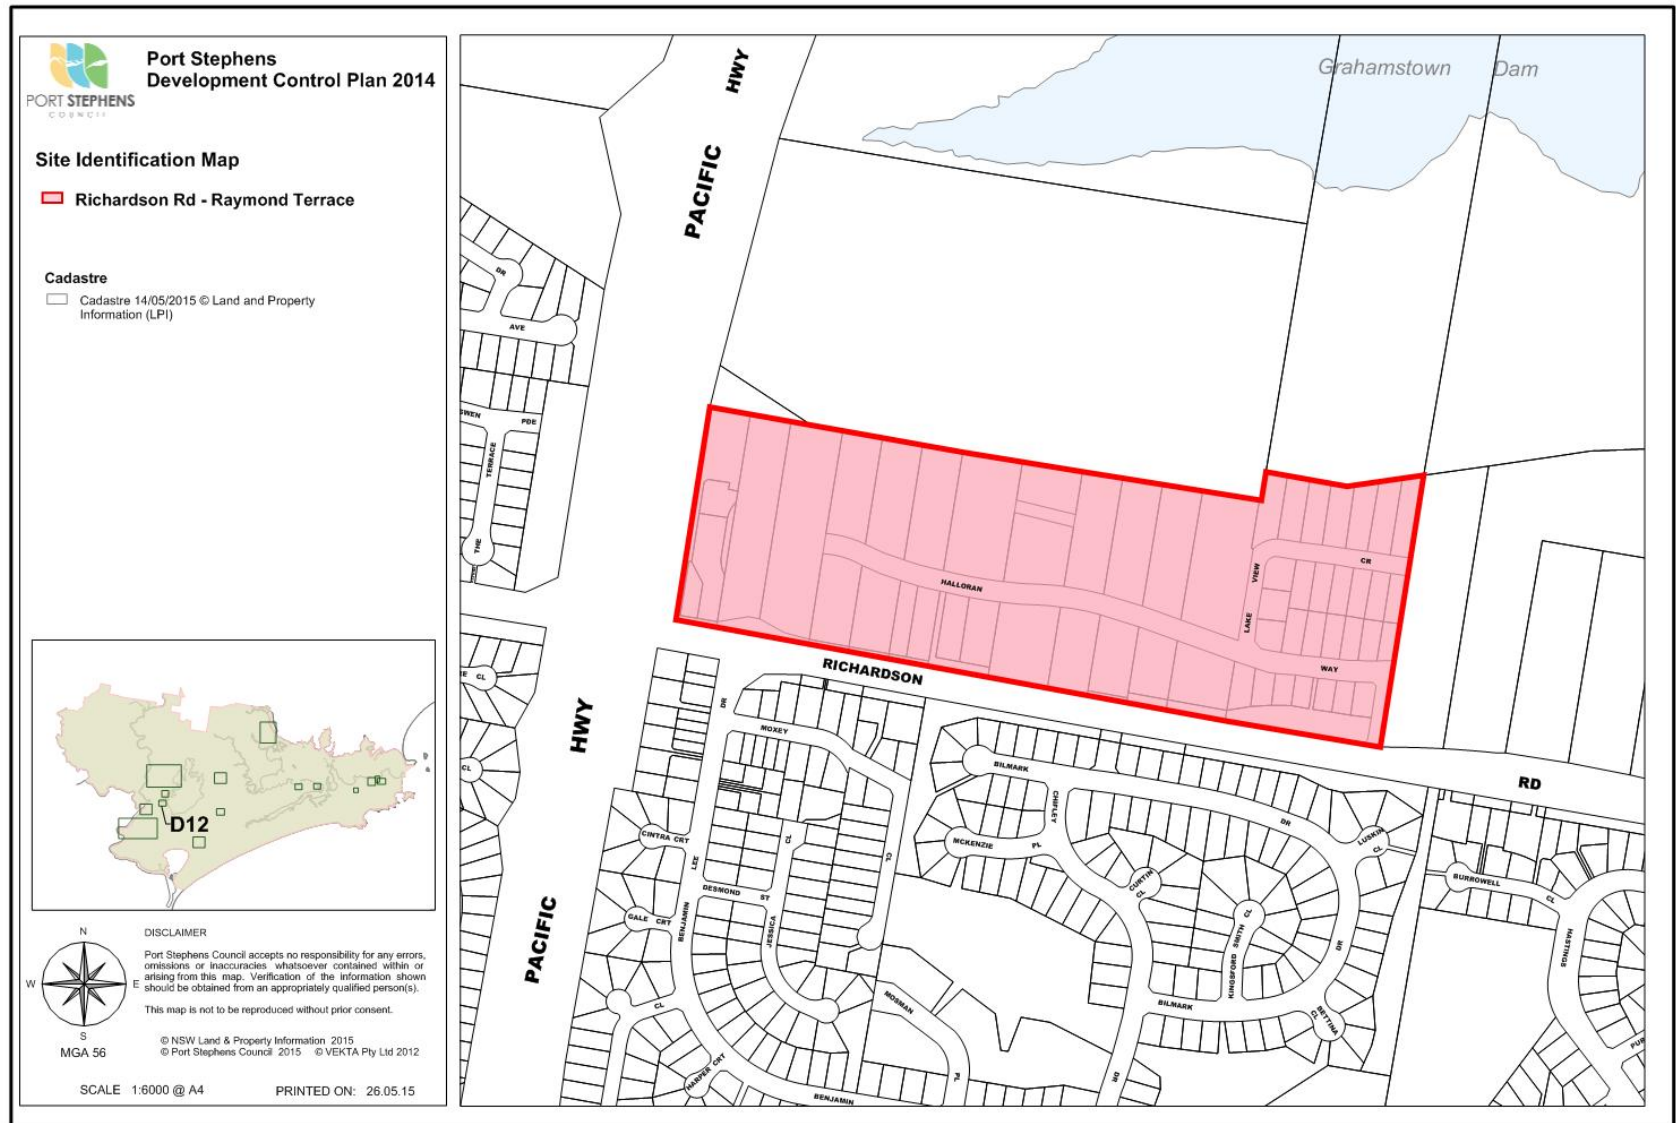 PORT STEPHENS
COUNCIL
Port Stephens
Development Control Plan 2014
Site Identification Map
Richardson Rd - Raymond Terrace
Cadastre
Cadastre 14/05/2015 © Land and Property
Information (LPI)
D12
N
W
E
S
MGA 56
DISCLAIMER
Port Stephens Council accepts no responsibility for any errors,
omissions or inaccuracies whatsoever contained within or
arising from this map. Verification of the information shown
should be obtained from an appropriately qualified person(s).
This map is not to be reproduced without prior consent.
© NSW Land & Property Information 2015
© Port Stephens Council 2015 © VEKTA Pty Ltd 2012
SCALE 1:6000 @ A4
PRINTED ON: 26.05.15
Grahamstown Dam
HWY
PACIFIC
DR
AVE
PDE
TERRACE
THE
HALLORAN
VIEW
LAKE
CR
WAY
RICHARDSON
RD
CL
HWY
CL
PACIFIC
DR
MOXEY
CINTRA CRT
LEE
CL
CL
DESMOND
ST
GALE CRT
BENJAMIN
JESSICA
CL
HARPER CRT
BENJAMIN
BILMARK
CHIFLEY
MCKENZIE
PL
DR
CURTIN
CL
LUSKIN
CL
CL
SMITH
KINGSFORD
DR
BILMARK
BETTINA
CL
MOSMAN
PL
DR
BURROWELL
CL
HASTINGS